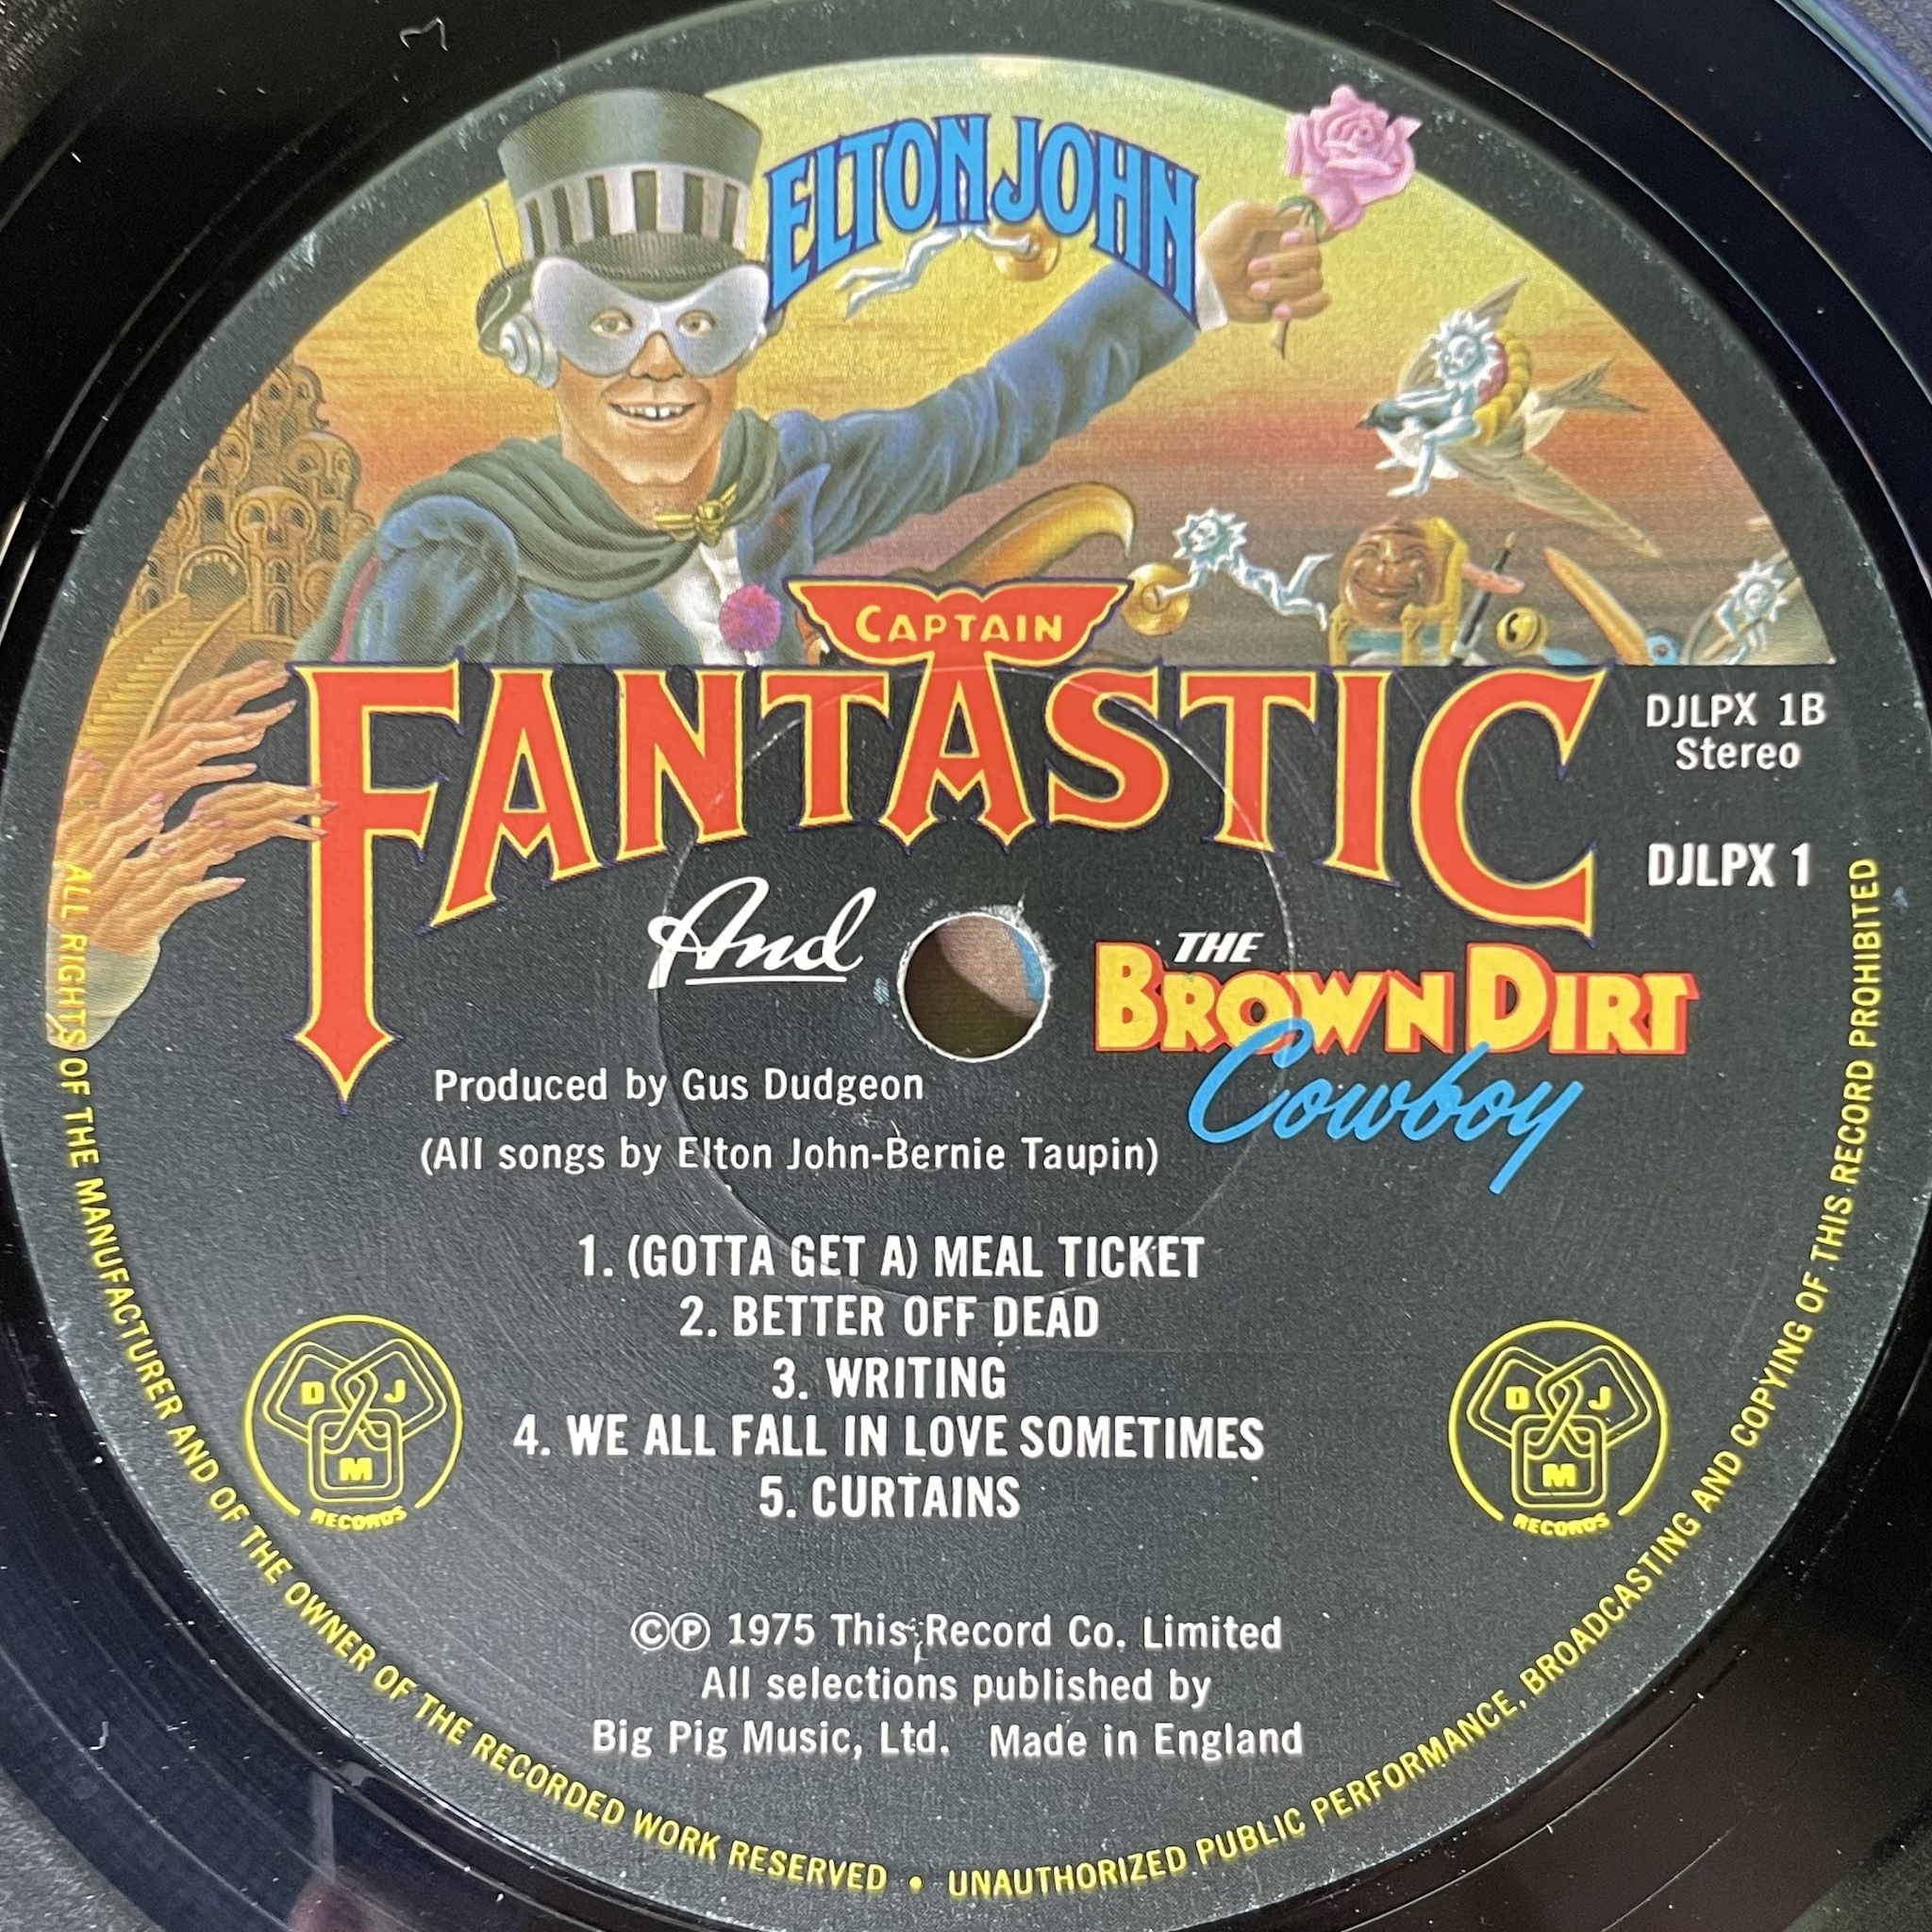 ELTON JOHN
CAPTAIN
FANTASTIC
And
THE
BROWN DIRT
Cowboy
DJLPX 1B
Stereo
DJLPX 1
Produced by Gus Dudgeon
(All songs by Elton John-Bernie Taupin)
1. (GOTTA GET A) MEAL TICKET
2. BETTER OFF DEAD
3. WRITING
4. WE ALL FALL IN LOVE SOMETIMES
5. CURTAINS
D J
M
RECORDS
D J
M
RECORDS
©℗ 1975 This Record Co. Limited
All selections published by
Big Pig Music, Ltd. Made in England
ALL RIGHTS OF THE MANUFACTURER AND OF THE OWNER OF THE RECORDED WORK RESERVED • UNAUTHORIZED PUBLIC PERFORMANCE, BROADCASTING AND COPYING OF THIS RECORD PROHIBITED